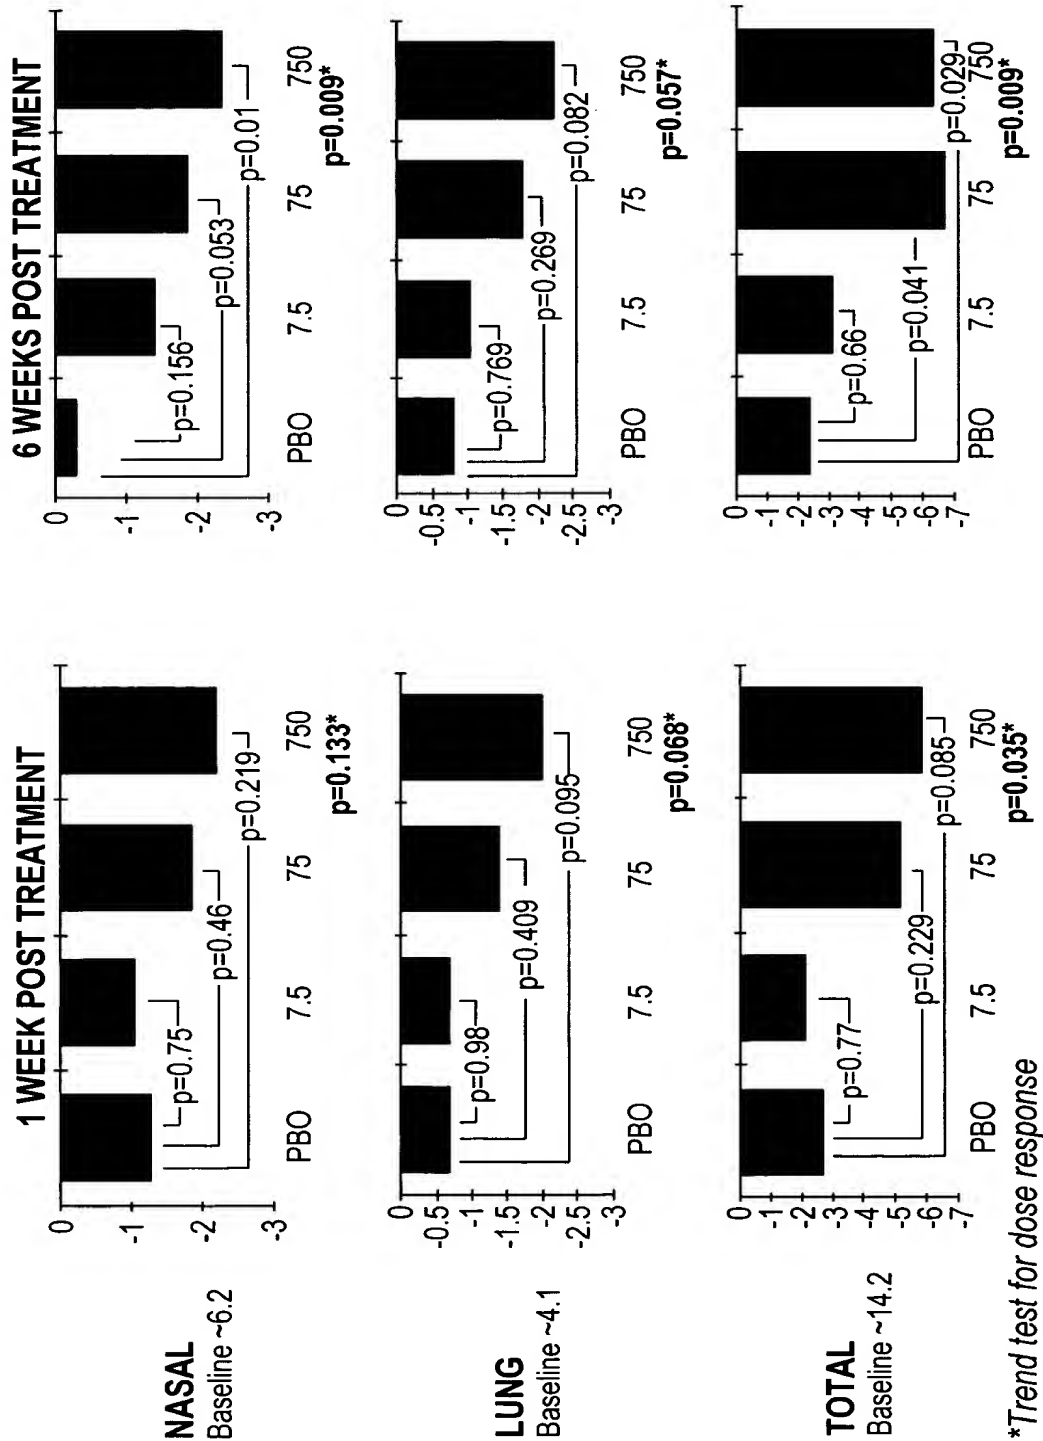 1 WEEK POST TREATMENT
6 WEEKS POST TREATMENT
NASAL
Baseline ~6.2
0
-1
-2
-3
p=0.75
p=0.46
p=0.219
PBO
7.5
75
750
p=0.133*
0
-1
-2
-3
p=0.156
p=0.053
p=0.01
PBO
7.5
75
750
p=0.009*
LUNG
Baseline ~4.1
0
-0.5
-1
-1.5
-2
-2.5
-3
p=0.98
p=0.409
p=0.095
PBO
7.5
75
750
p=0.068*
0
-0.5
-1
-1.5
-2
-2.5
-3
p=0.769
p=0.269
p=0.082
PBO
7.5
75
750
p=0.057*
TOTAL
Baseline ~14.2
0
-1
-2
-3
-4
-5
-6
-7
p=0.77
p=0.229
p=0.085
PBO
7.5
75
750
p=0.035*
0
-1
-2
-3
-4
-5
-6
-7
p=0.66
p=0.041
p=0.029
PBO
7.5
75
750
p=0.009*
*Trend test for dose response